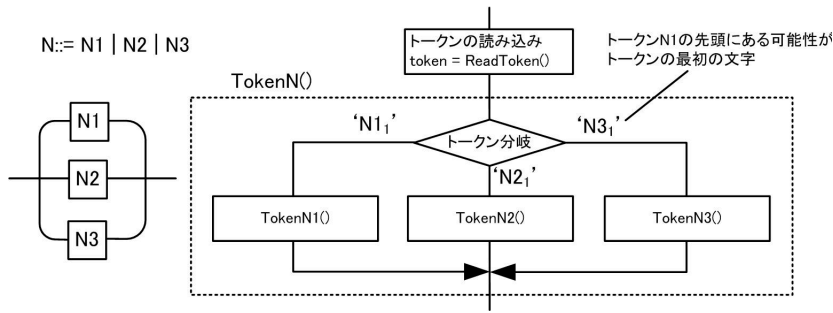 N::= N1 | N2 | N3
N1
N2
N3
トークンの読み込み
token = ReadToken()
トークンN1の先頭にある可能性が
トークンの最初の文字
TokenN()
‘N1₁’
トークン分岐
‘N3₁’
‘N2₁’
TokenN1()
TokenN2()
TokenN3()